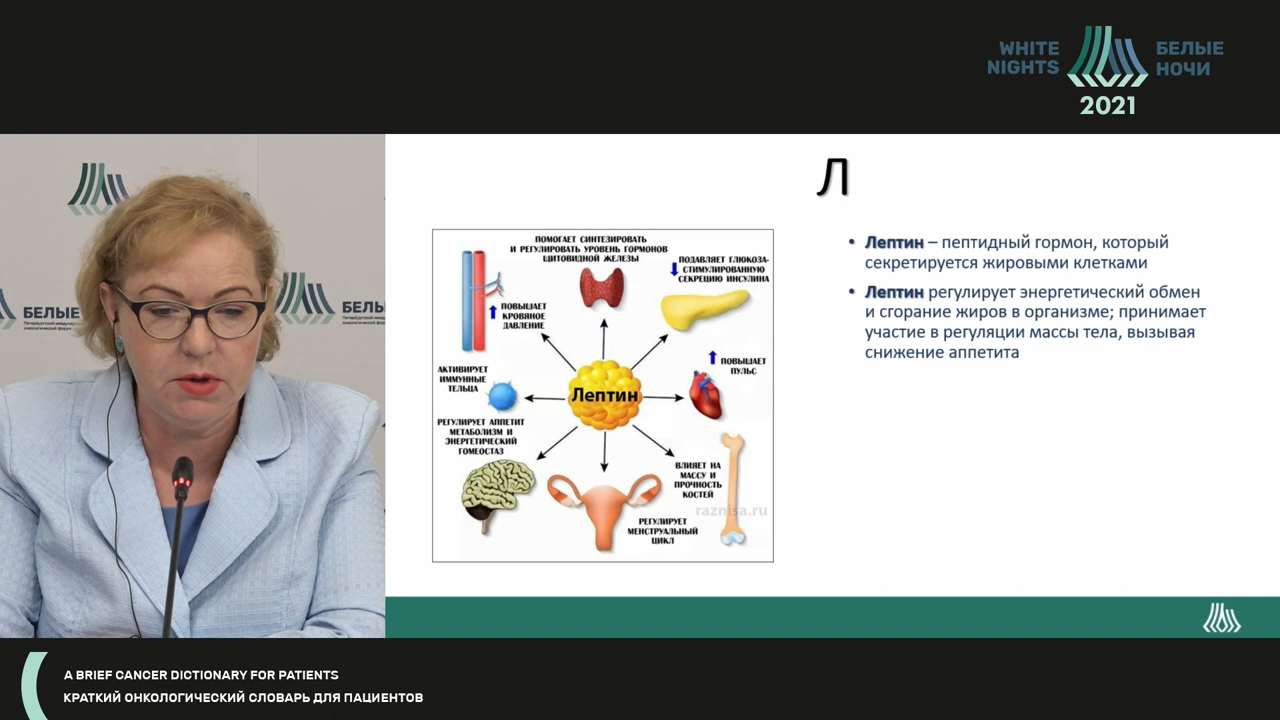 WHITE
NIGHTS
БЕЛЫЕ
НОЧИ
2021
БЕЛЫЕ
БЕЛЫ
Л
ПОМОГАЕТ СИНТЕЗИРОВАТЬ
И РЕГУЛИРОВАТЬ УРОВЕНЬ ГОРМОНОВ
ЩИТОВИДНОЙ ЖЕЛЕЗЫ
ПОДАВЛЯЕТ ГЛЮКОЗА-
СТИМУЛИРОВАННУЮ
СЕКРЕЦИЮ ИНСУЛИНА
ПОВЫШАЕТ
КРОВЯНОЕ
ДАВЛЕНИЕ
ПОВЫШАЕТ
ПУЛЬС
АКТИВИРУЕТ
ИММУННЫЕ
ТЕЛЬЦА
Лептин
РЕГУЛИРУЕТ АППЕТИТ
МЕТАБОЛИЗМ И
ЭНЕРГЕТИЧЕСКИЙ
ГОМЕОСТАЗ
ВЛИЯЕТ НА
МАССУ И
ПРОЧНОСТЬ
КОСТЕЙ
raznisa.ru
РЕГУЛИРУЕТ
МЕНСТРУАЛЬНЫЙ
ЦИКЛ
• Лептин – пептидный гормон, который
секретируется жировыми клетками
• Лептин регулирует энергетический обмен
и сгорание жиров в организме; принимает
участие в регуляции массы тела, вызывая
снижение аппетита
A BRIEF CANCER DICTIONARY FOR PATIENTS
КРАТКИЙ ОНКОЛОГИЧЕСКИЙ СЛОВАРЬ ДЛЯ ПАЦИЕНТОВ